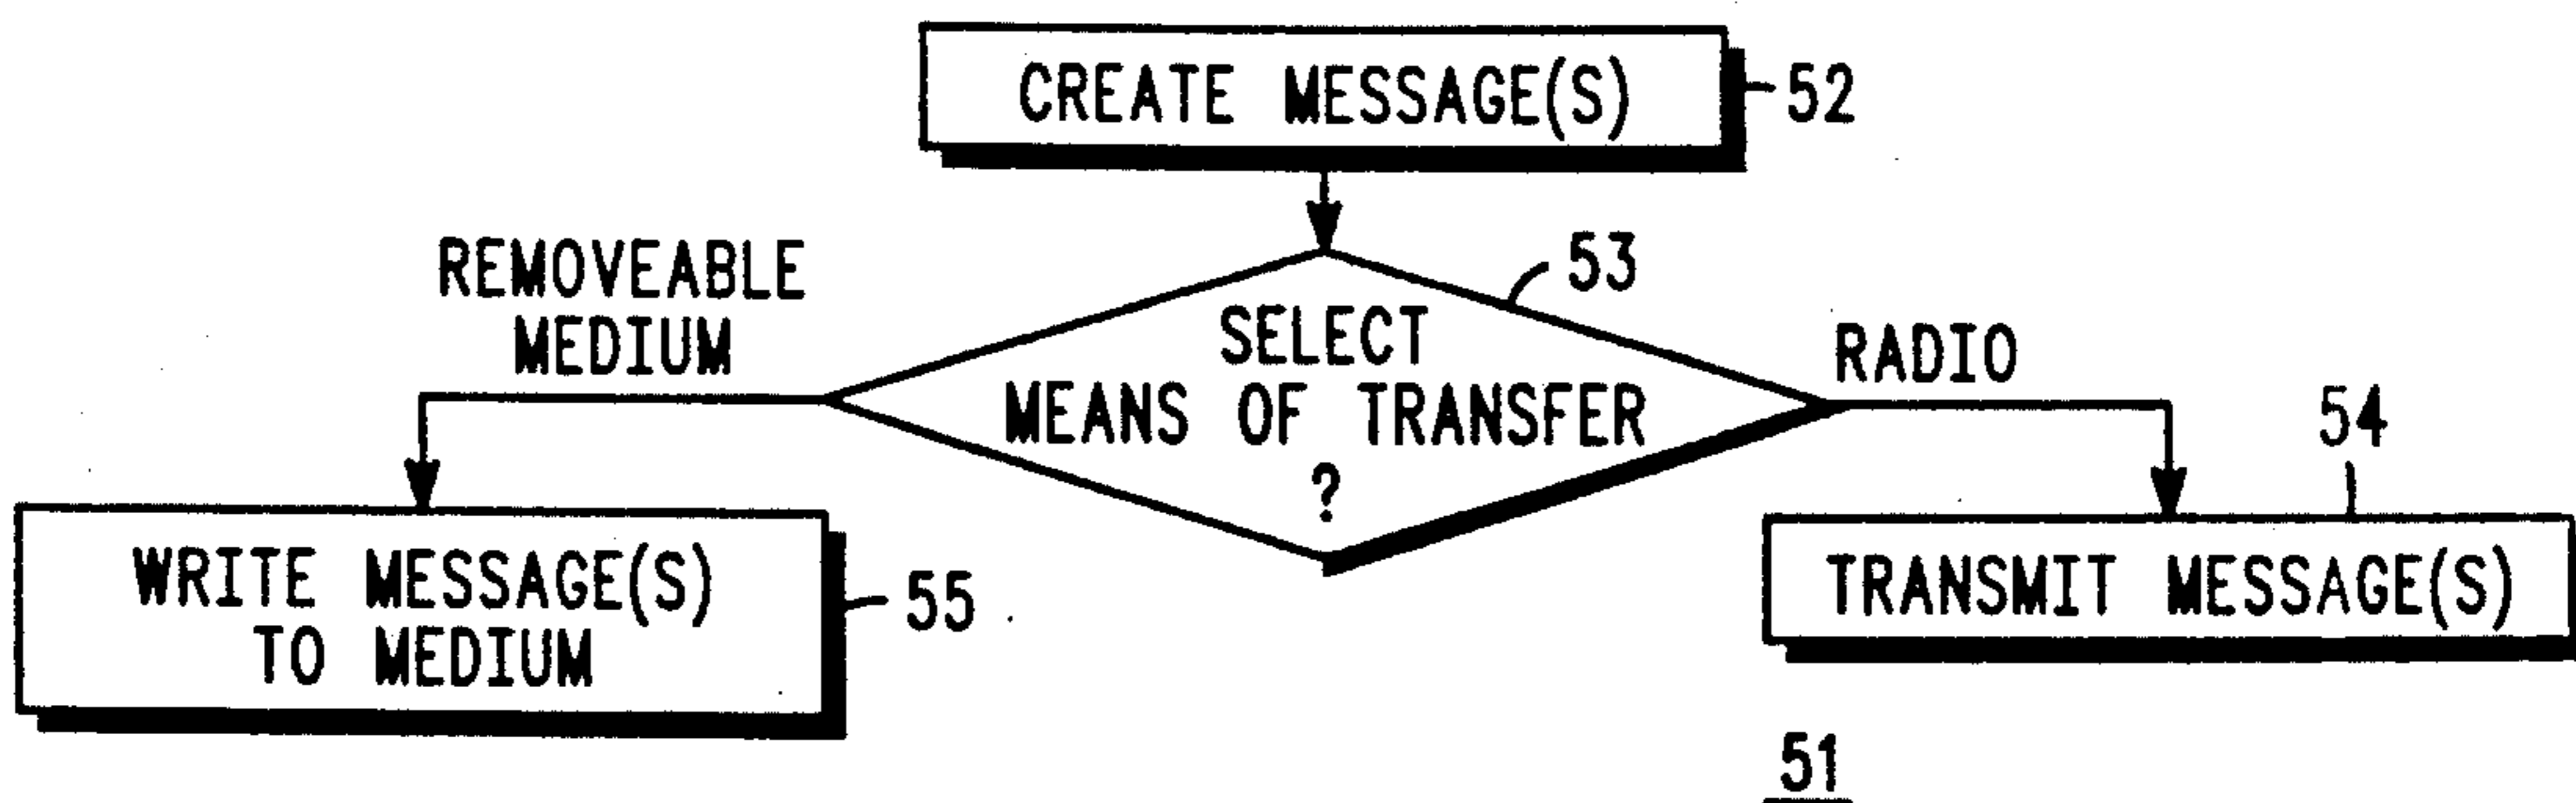 CREATE MESSAGE(S)
52
REMOVEABLE
MEDIUM
53
SELECT
MEANS OF TRANSFER
?
RADIO
54
WRITE MESSAGE(S)
TO MEDIUM
55
TRANSMIT MESSAGE(S)
51